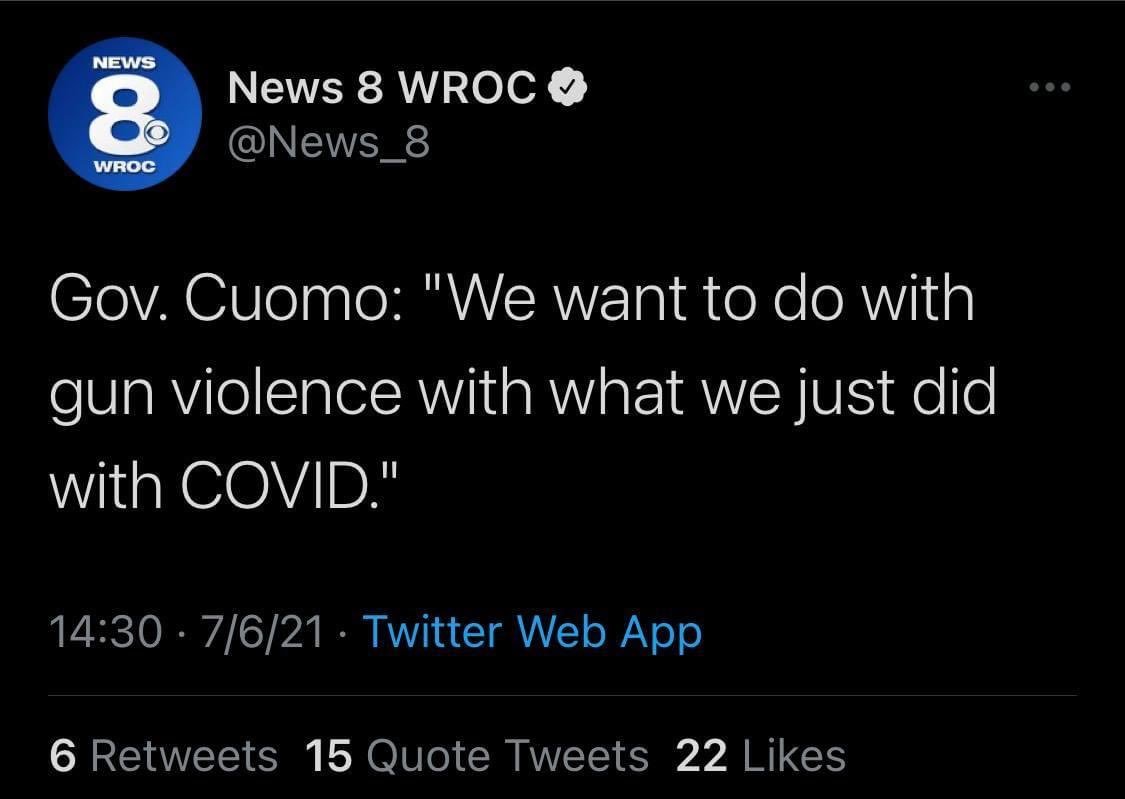 NEWS
8
WROC
News 8 WROC
@News_8
Gov. Cuomo: "We want to do with
gun violence with what we just did
with COVID."
14:30 · 7/6/21 · Twitter Web App
6 Retweets 15 Quote Tweets 22 Likes